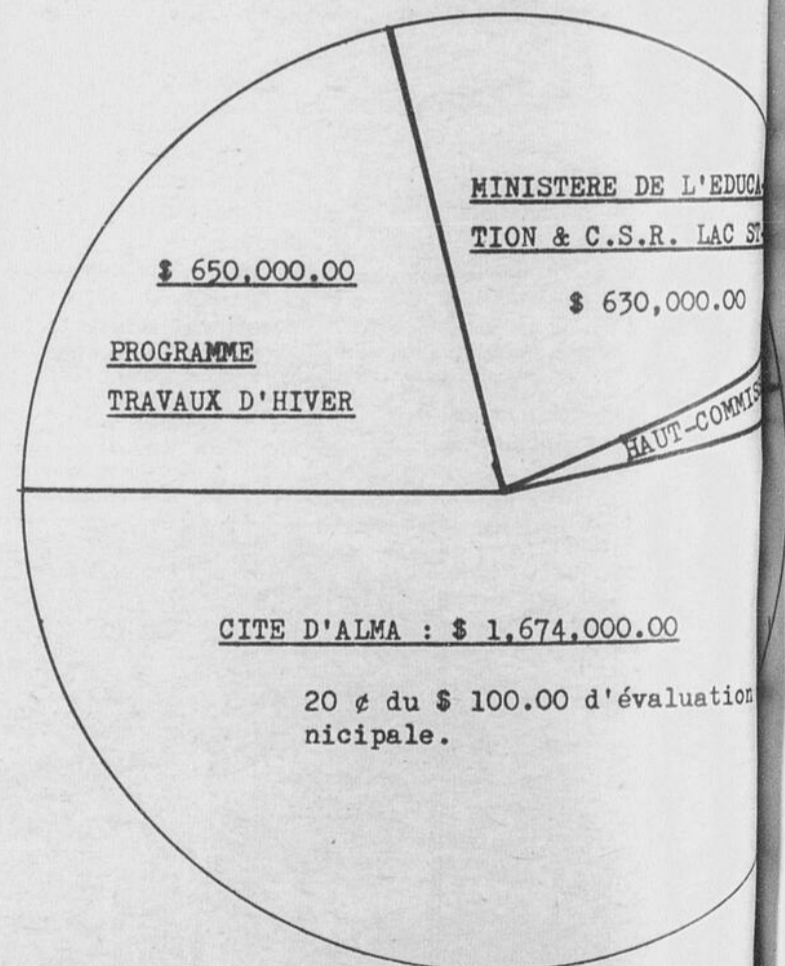 MINISTERE DE L'EDUCA-
TION & C.S.R. LAC ST-
$ 630,000.00
$ 650,000.00
PROGRAMME
TRAVAUX D'HIVER
HAUT-COMMIS
CITE D'ALMA : $ 1,674,000.00
20 ¢ du $ 100.00 d'évaluation
nicipale.